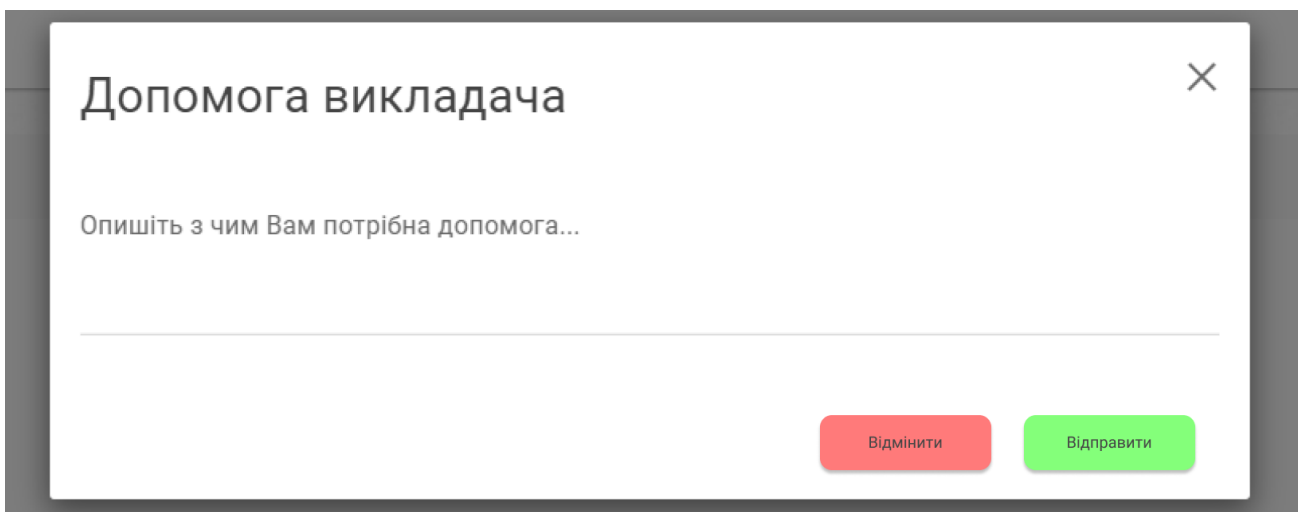 Допомога викладача
Опишіть з чим Вам потрібна допомога...
Відмінити
Відправити